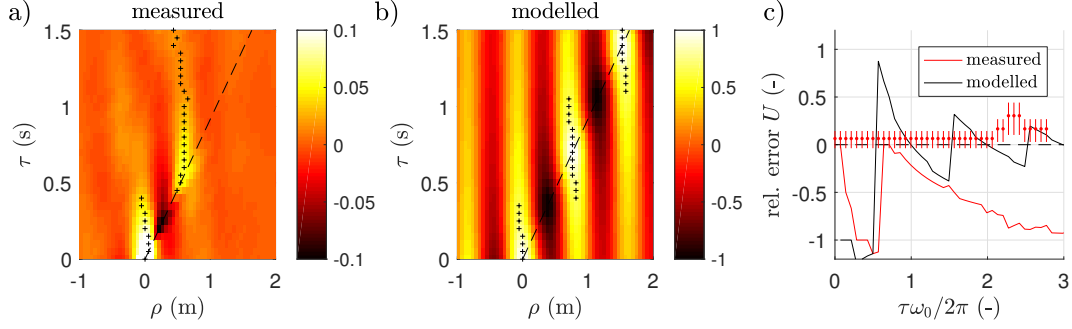 a) measured
1.5
1
0.5
0
τ (s)
-1 0 1 2
ρ (m)
0.1
0.05
0
-0.05
-0.1
b) modelled
1.5
1
0.5
0
τ (s)
-1 0 1 2
ρ (m)
1
0.5
0
-0.5
-1
c)
measured
modelled
1
0.5
0
-0.5
-1
rel. error U (-)
0 1 2 3
τω₀/2π (-)